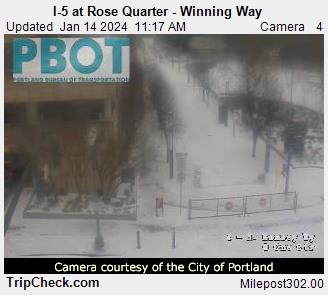 I-5 at Rose Quarter - Winning Way
Updated Jan 14 2024 11:17 AM Camera 4
PBOT
PORTLAND BUREAU OF TRANSPORTATION
Camera courtesy of the City of Portland
TripCheck.com Milepost302.00